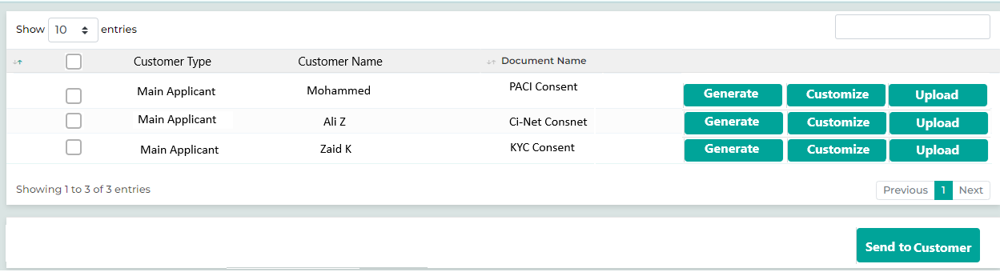 Show 10 entries
Customer Type Customer Name Document Name
Main Applicant Mohammed PACI Consent Generate Customize Upload
Main Applicant Ali Z Ci-Net Consnet Generate Customize Upload
Main Applicant Zaid K KYC Consent Generate Customize Upload
Showing 1 to 3 of 3 entries Previous 1 Next
Send to Customer